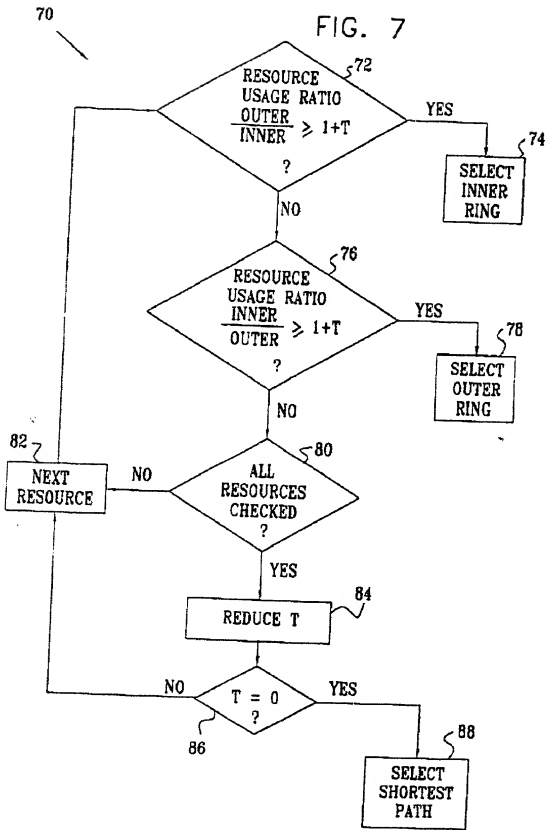 FIG. 7
70
72
RESOURCE
USAGE RATIO
OUTER
INNER ≥ 1+T
?
YES
74
SELECT
INNER
RING
NO
76
RESOURCE
USAGE RATIO
INNER
OUTER ≥ 1+T
?
YES
78
SELECT
OUTER
RING
NO
80
ALL
RESOURCES
CHECKED
?
NO
82
NEXT
RESOURCE
YES
84
REDUCE T
T = 0
?
86
NO
YES
88
SELECT
SHORTEST
PATH